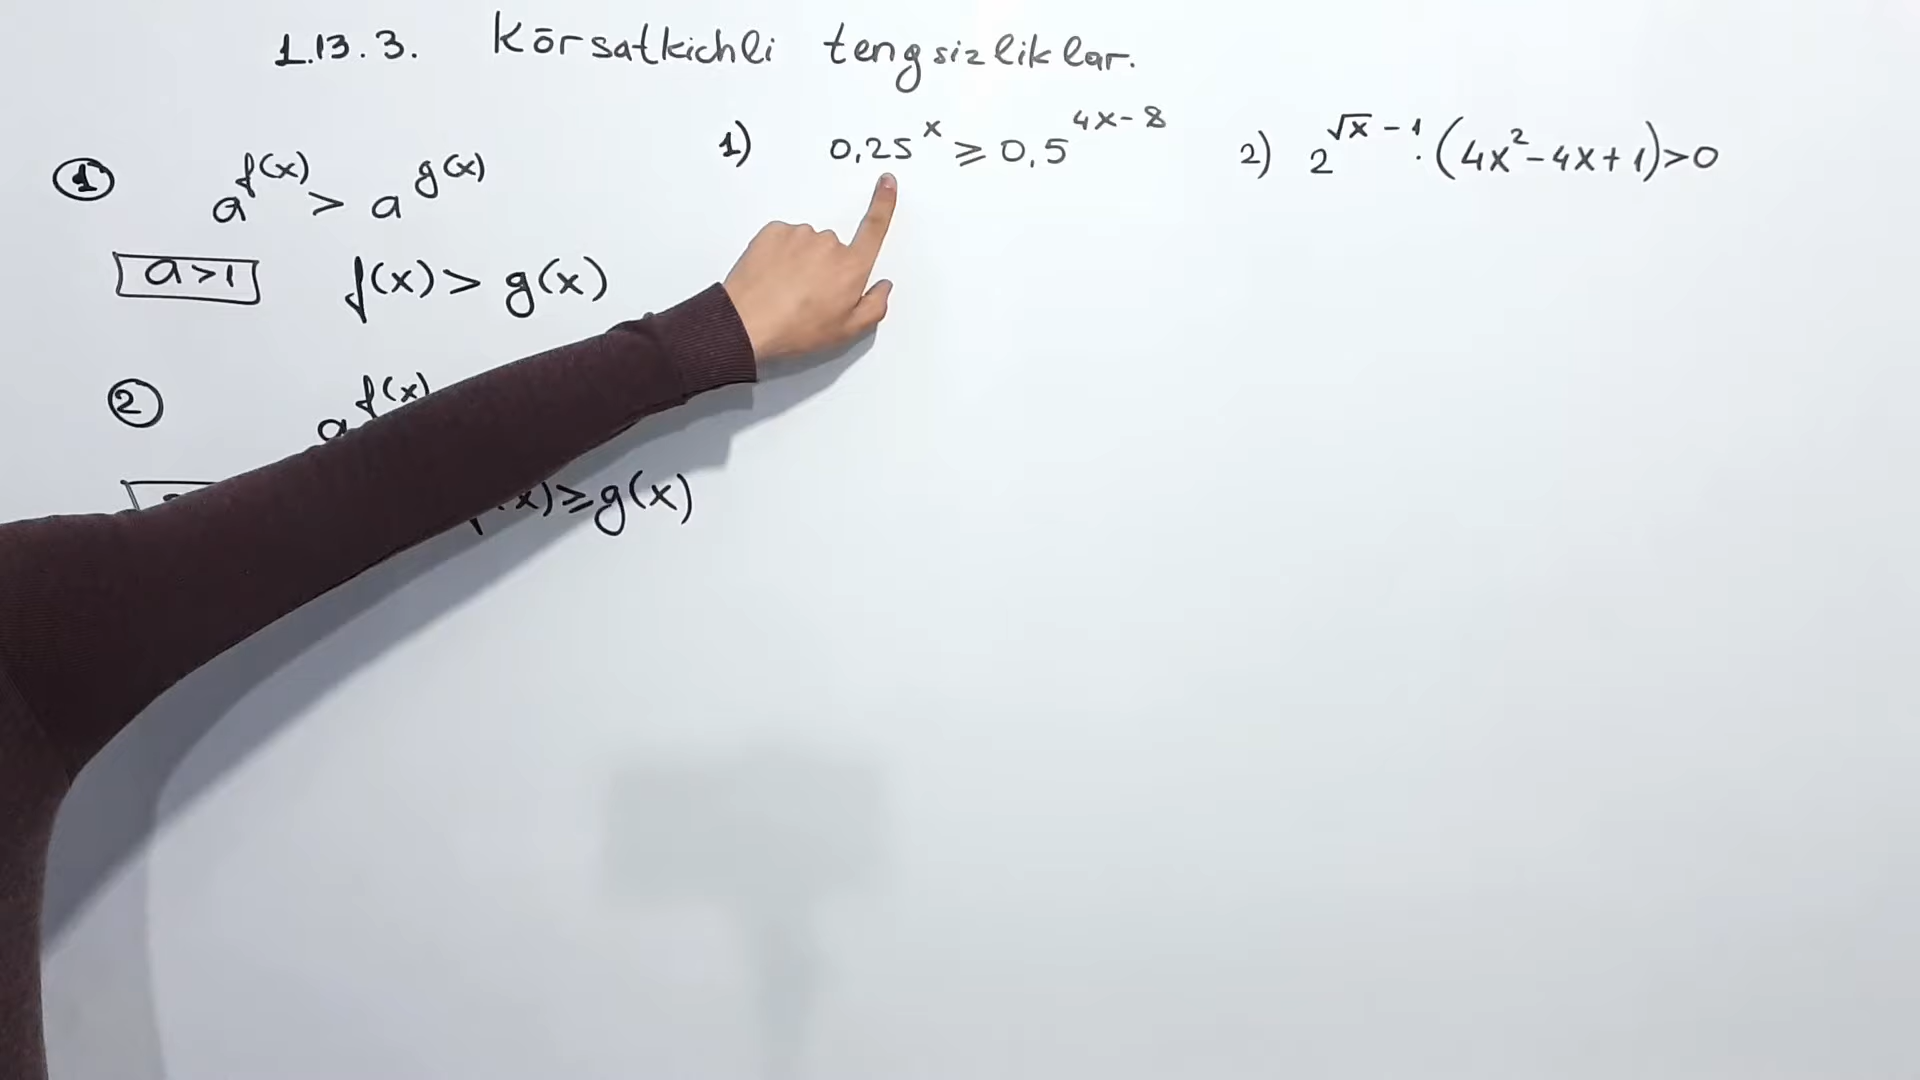 1.13.3. Kōrsatkichli tengsizliklar.
① a^f(x) > a^g(x)
a>1 f(x) > g(x)
② a^f(x)
x)≥g(x)
1) 0,25^x ≥ 0,5^4x-8
2) 2^√x-1 · (4x²-4x+1)>0